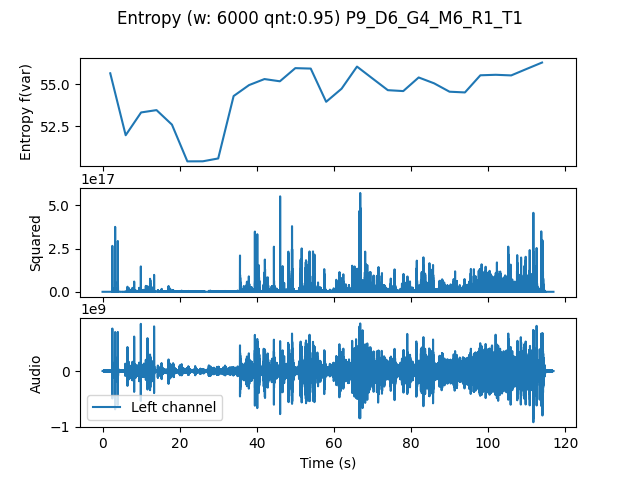 Entropy (w: 6000 qnt:0.95) P9_D6_G4_M6_R1_T1
Entropy f(var)
55.0
52.5
1e17
Squared
5.0
2.5
0.0
1e9
Audio
0
−1
Left channel
0 20 40 60 80 100 120
Time (s)